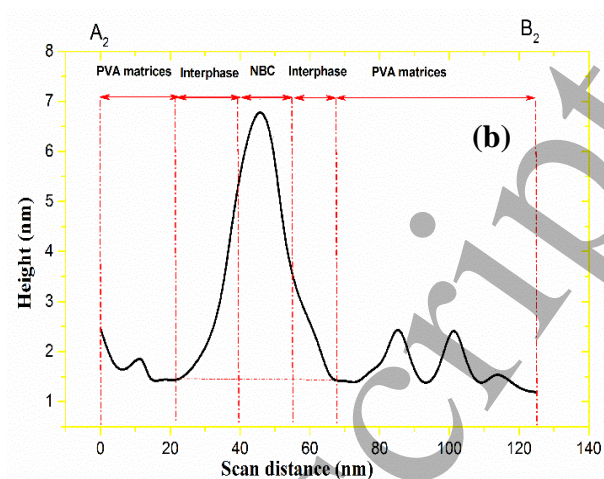 A2 B2
8
PVA matrices Interphase NBC Interphase PVA matrices
7
(b)
6
5
Height (nm)
4
3
2
1
0 20 40 60 80 100 120 140
Scan distance (nm)
script